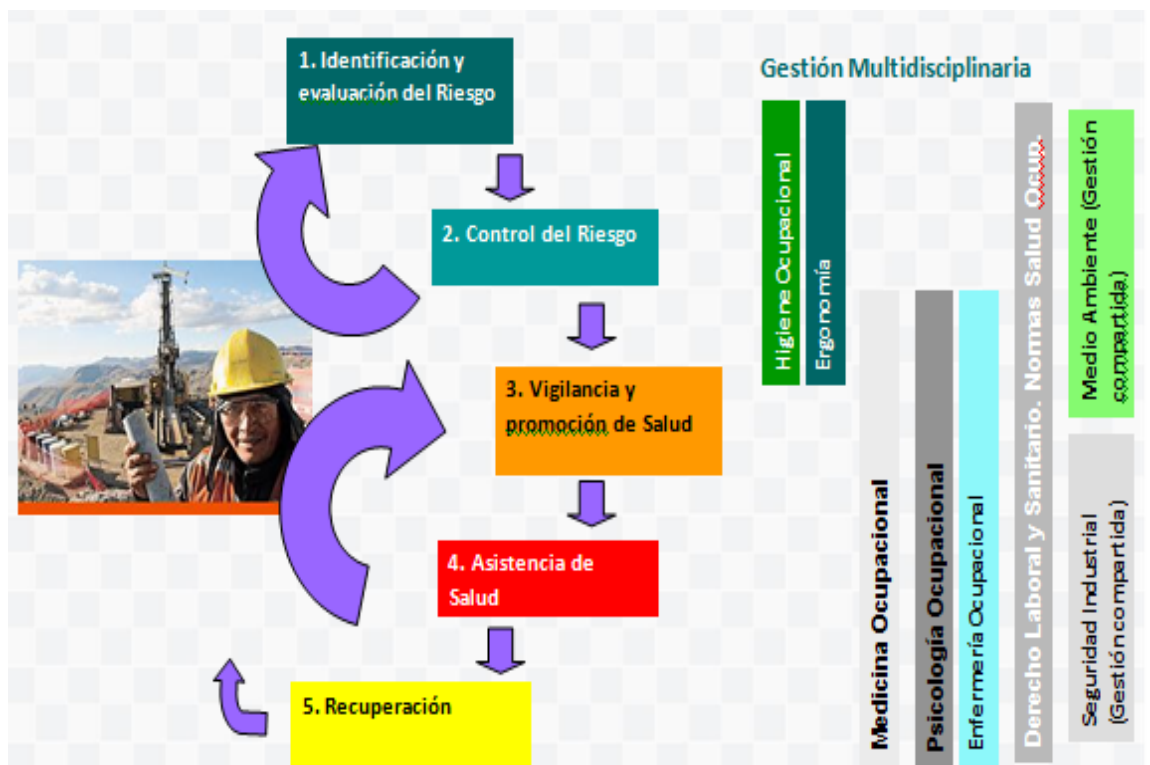 1. Identificación y
evaluación del Riesgo
2. Control del Riesgo
3. Vigilancia y
promoción de Salud
4. Asistencia de
Salud
5. Recuperación
Gestión Multidisciplinaria
Higiene Ocupacional
Ergonomía
Medicina Ocupacional
Psicología Ocupacional
Enfermería Ocupacional
Derecho Laboral y Sanitario. Normas Salud Ocup.
Medio Ambiente (Gestión
compartida)
Seguridad Industrial
(Gestión compartida)